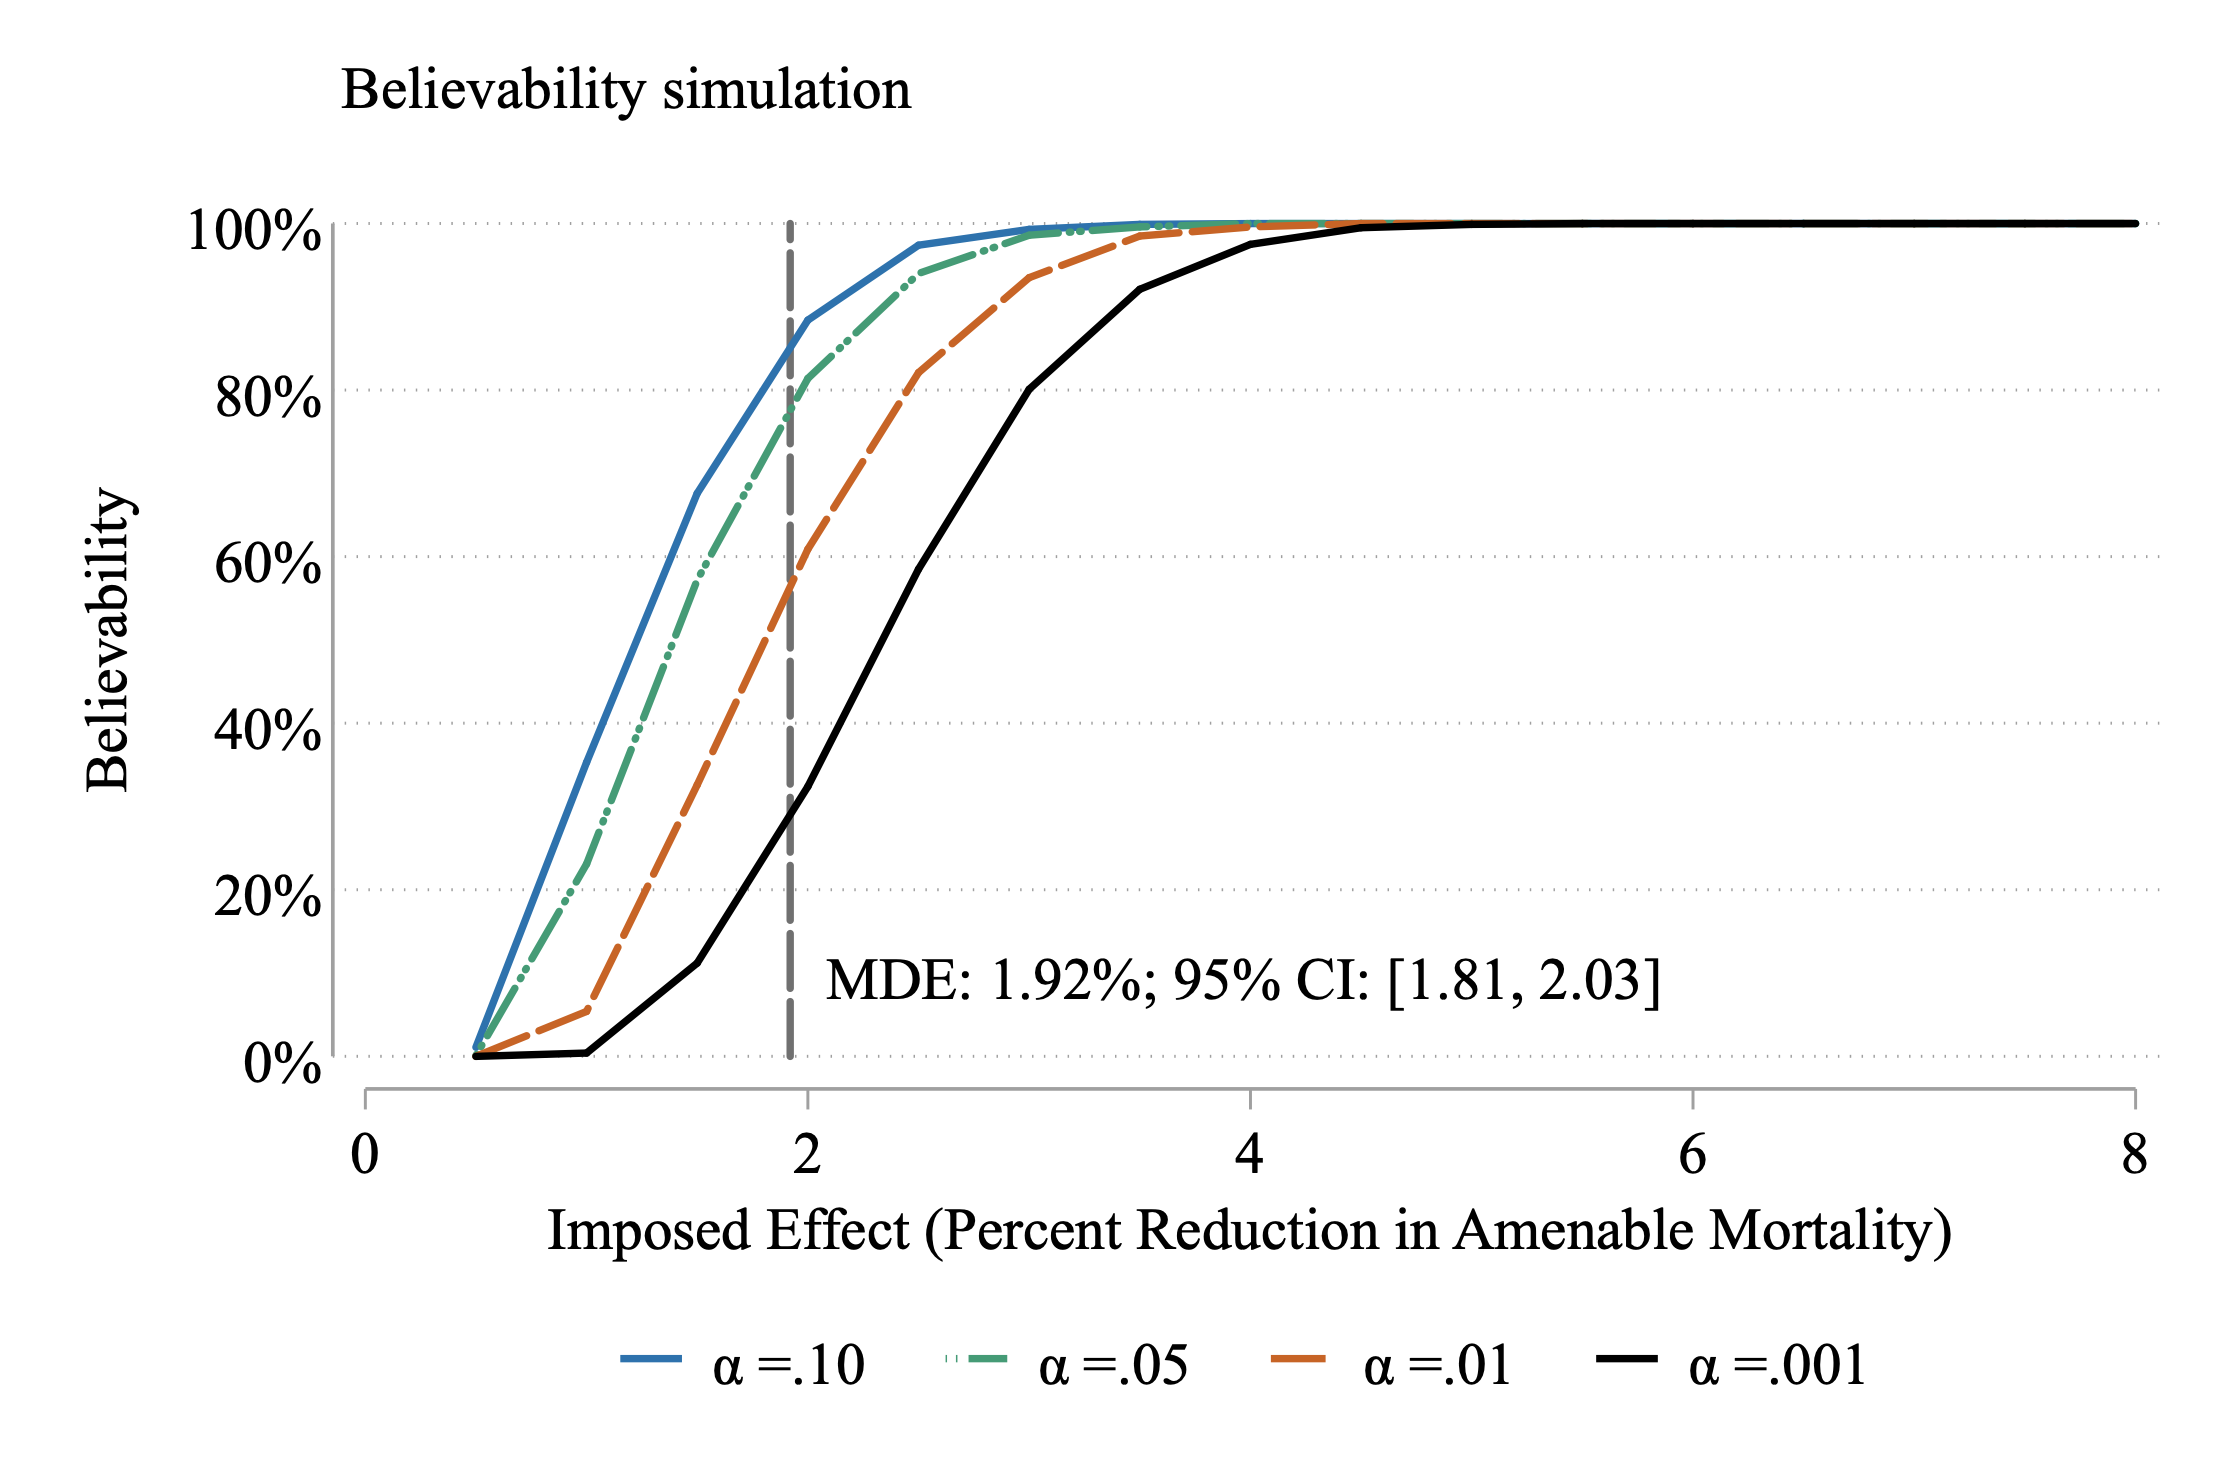 Believability simulation
100%
80%
60%
40%
20%
0%
Believability
MDE: 1.92%; 95% CI: [1.81, 2.03]
0 2 4 6 8
Imposed Effect (Percent Reduction in Amenable Mortality)
α =.10 α =.05 α =.01 α =.001